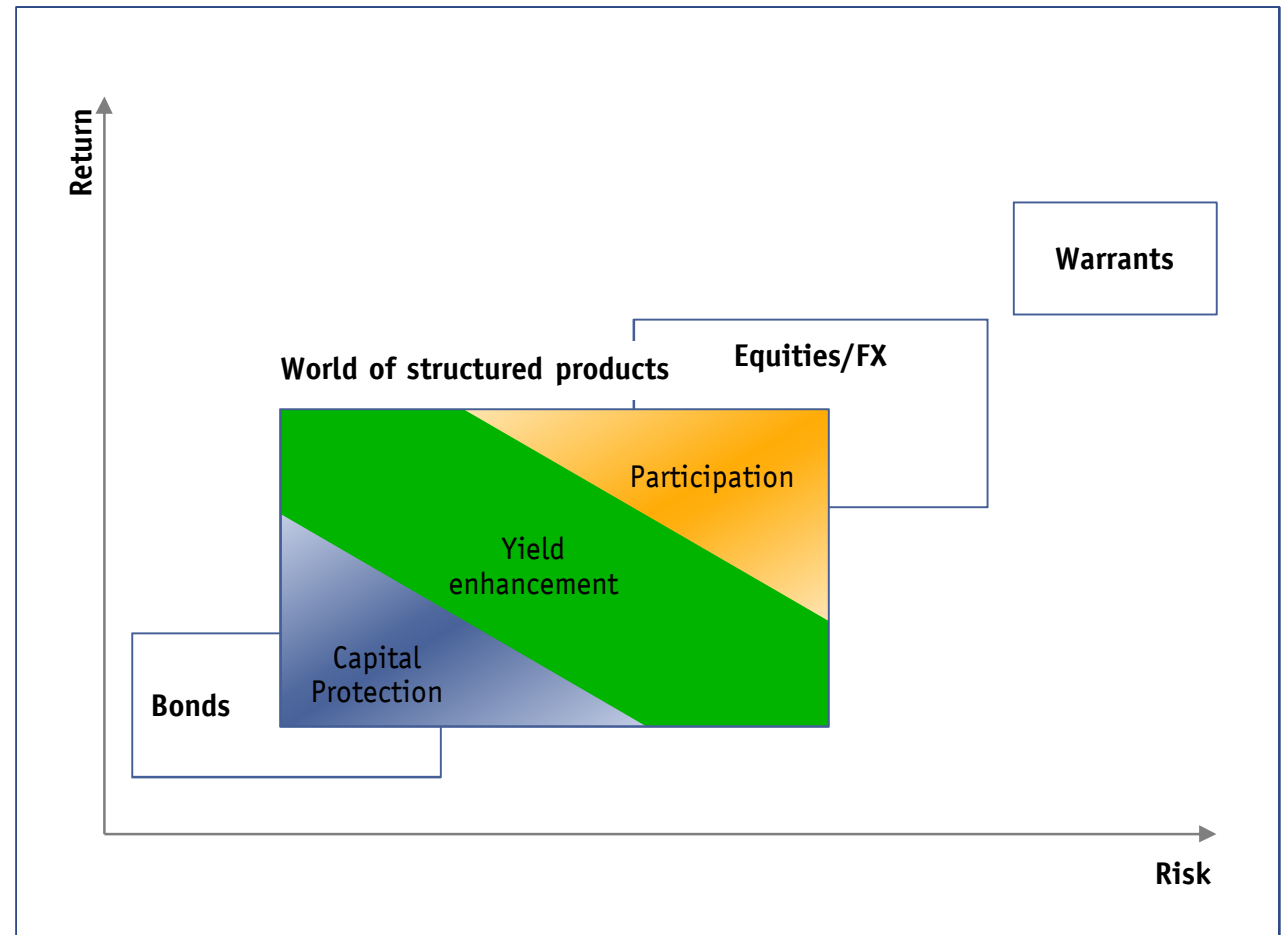 Return
Warrants
Equities/FX
World of structured products
Participation
Yield
enhancement
Capital
Protection
Bonds
Risk